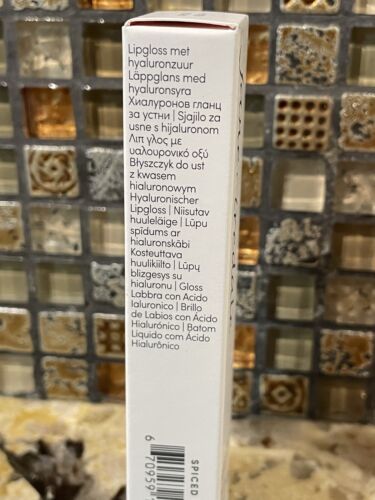 Lipgloss met
hyaluronzuur
Läppglans med
hyaluronsyra
Хиалуронов гланц
за устни | Sjajilo za
usne s hijaluronom
Λιπ γλος με
υαλουρονικό οξύ
Błyszczyk do ust
z kwasem
hialuronowym
Hyaluronischer
Lipgloss | Niisutav
huuleläige | Lūpu
spīdums ar
hialuronskābi
Kosteuttava
huulikiilto | Lūpų
blizgesys su
hialuronu | Gloss
Labbra con Acido
Ialuronico | Brillo
de Labios con Ácido
Hialurónico | Batom
Líquido com Ácido
Hialurónico
SPICED
6 70959